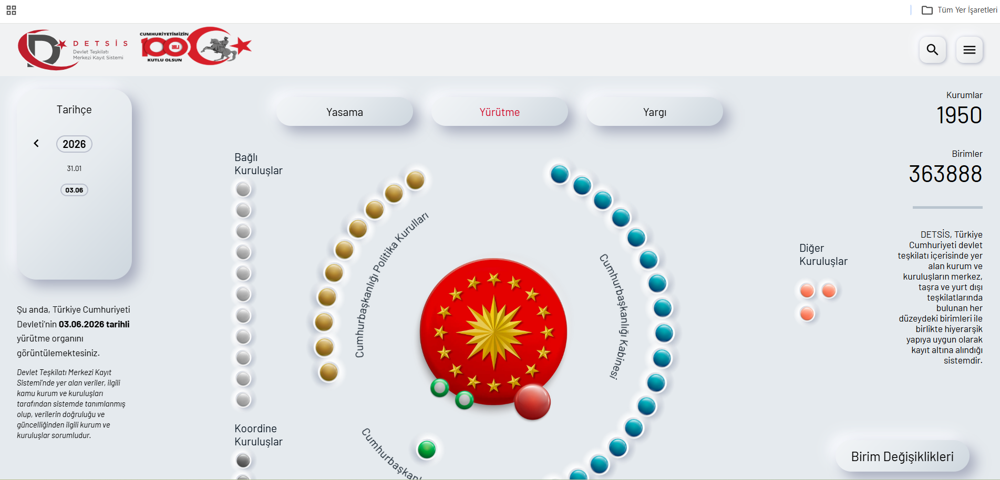 Tüm Yer İşaretleri
DETSİS
Devlet Teşkilatı
Merkezi Kayıt Sistemi
CUMHURİYETİMİZİN
100
KUTLU OLSUN
Tarihçe
2026
31.01
03.06
Şu anda, Türkiye Cumhuriyeti
Devleti'nin 03.06.2026 tarihli
yürütme organını
görüntülemektesiniz.
Devlet Teşkilatı Merkezi Kayıt
Sistemi'nde yer alan veriler, ilgili
kamu kurum ve kuruluşları
tarafından sistemde tanımlanmış
olup, verilerin doğruluğu ve
güncelliğinden ilgili kurum ve
kuruluşlar sorumludur.
Yasama
Yürütme
Yargı
Bağlı
Kuruluşlar
Koordine
Kuruluşlar
Cumhurbaşkanlığı Politika Kurulları
Cumhurbaşkanlığı Kabinesi
Diğer
Kuruluşlar
Kurumlar
1950
Birimler
363888
DETSİS, Türkiye
Cumhuriyeti devlet
teşkilatı içerisinde yer
alan kurum ve
kuruluşların merkez,
taşra ve yurt dışı
teşkilatlarında
bulunan her
düzeydeki birimleri ile
birlikte hiyerarşik
yapıya uygun olarak
kayıt altına alındığı
sistemdir.
Birim Değişiklikleri